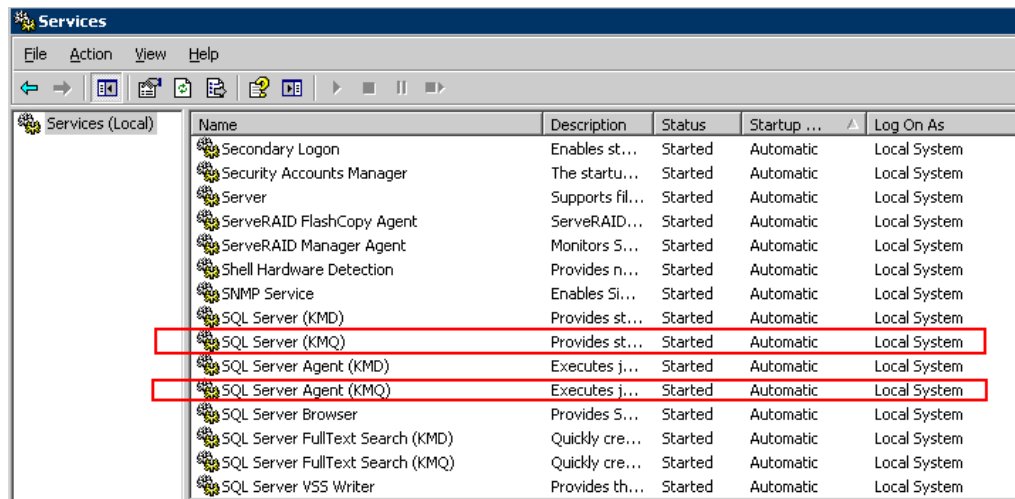 Services
File Action View Help
Services (Local)
Name Description Status Startup ... Log On As
Secondary Logon Enables st... Started Automatic Local System
Security Accounts Manager The startu... Started Automatic Local System
Server Supports fil... Started Automatic Local System
ServeRAID FlashCopy Agent ServeRAID... Started Automatic Local System
ServeRAID Manager Agent Monitors S... Started Automatic Local System
Shell Hardware Detection Provides n... Started Automatic Local System
SNMP Service Enables Si... Started Automatic Local System
SQL Server (KMD) Provides st... Started Automatic Local System
SQL Server (KMQ) Provides st... Started Automatic Local System
SQL Server Agent (KMD) Executes j... Started Automatic Local System
SQL Server Agent (KMQ) Executes j... Started Automatic Local System
SQL Server Browser Provides S... Started Automatic Local System
SQL Server FullText Search (KMD) Quickly cre... Started Automatic Local System
SQL Server FullText Search (KMQ) Quickly cre... Started Automatic Local System
SQL Server VSS Writer Provides th... Started Automatic Local System